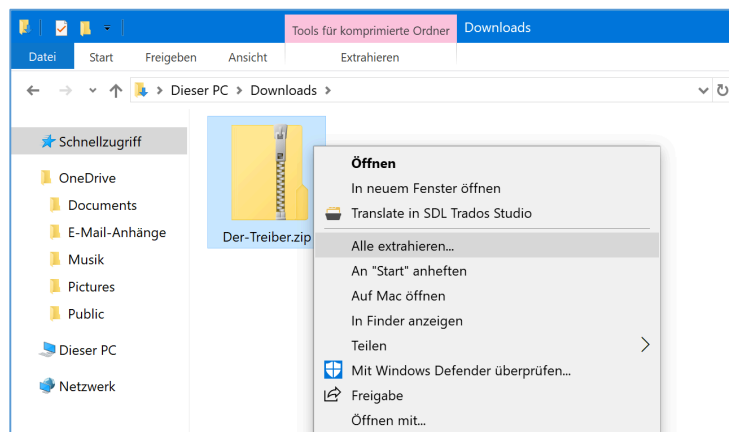 Tools für komprimierte Ordner
Downloads
Datei
Start
Freigeben
Ansicht
Extrahieren
Dieser PC
Downloads
Schnellzugriff
OneDrive
Documents
E-Mail-Anhänge
Musik
Pictures
Public
Dieser PC
Netzwerk
Der-Treiber.zip
Öffnen
In neuem Fenster öffnen
Translate in SDL Trados Studio
Alle extrahieren...
An "Start" anheften
Auf Mac öffnen
In Finder anzeigen
Teilen
Mit Windows Defender überprüfen...
Freigabe
Öffnen mit...